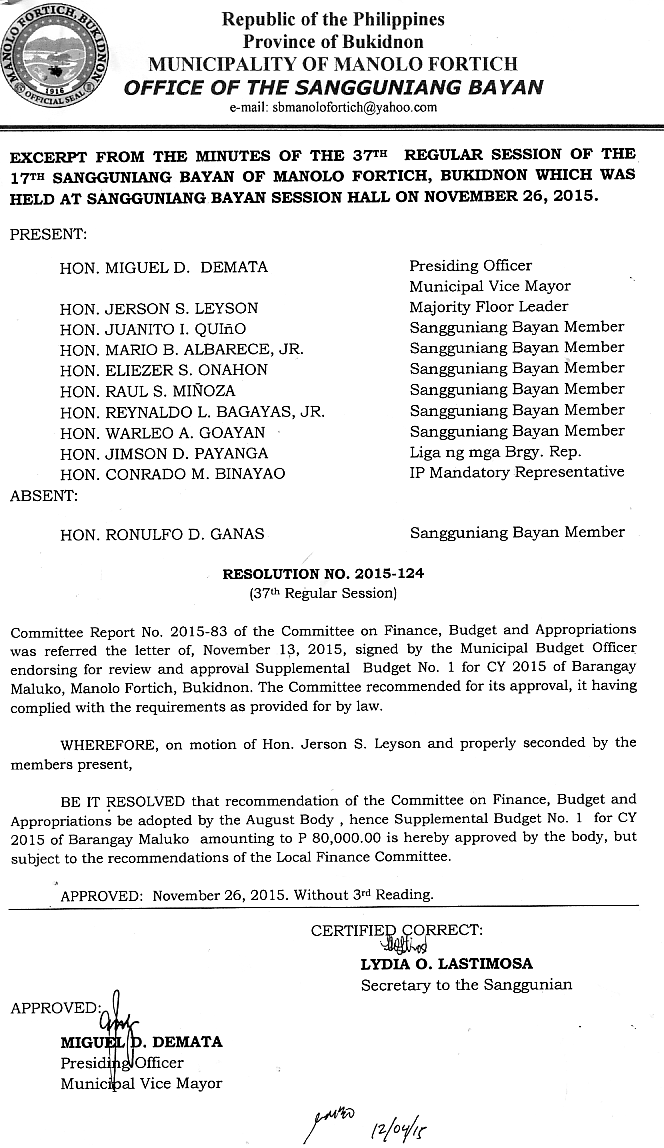 MANOLO FORTICH, BUKIDNON
1916
OFFICIAL SEAL
Republic of the Philippines
Province of Bukidnon
MUNICIPALITY OF MANOLO FORTICH
OFFICE OF THE SANGGUNIANG BAYAN
e-mail: sbmanolofortich@yahoo.com
EXCERPT FROM THE MINUTES OF THE 37TH REGULAR SESSION OF THE
17TH SANGGUNIANG BAYAN OF MANOLO FORTICH, BUKIDNON WHICH WAS
HELD AT SANGGUNIANG BAYAN SESSION HALL ON NOVEMBER 26, 2015.
PRESENT:
HON. MIGUEL D. DEMATA Presiding Officer
Municipal Vice Mayor
HON. JERSON S. LEYSON Majority Floor Leader
HON. JUANITO I. QUIñO Sangguniang Bayan Member
HON. MARIO B. ALBARECE, JR. Sangguniang Bayan Member
HON. ELIEZER S. ONAHON Sangguniang Bayan Member
HON. RAUL S. MIÑOZA Sangguniang Bayan Member
HON. REYNALDO L. BAGAYAS, JR. Sangguniang Bayan Member
HON. WARLEO A. GOAYAN Sangguniang Bayan Member
HON. JIMSON D. PAYANGA Liga ng mga Brgy. Rep.
HON. CONRADO M. BINAYAO IP Mandatory Representative
ABSENT:
HON. RONULFO D. GANAS Sangguniang Bayan Member
RESOLUTION NO. 2015-124
(37th Regular Session)
Committee Report No. 2015-83 of the Committee on Finance, Budget and Appropriations
was referred the letter of, November 13, 2015, signed by the Municipal Budget Officer
endorsing for review and approval Supplemental Budget No. 1 for CY 2015 of Barangay
Maluko, Manolo Fortich, Bukidnon. The Committee recommended for its approval, it having
complied with the requirements as provided for by law.
WHEREFORE, on motion of Hon. Jerson S. Leyson and properly seconded by the
members present,
BE IT RESOLVED that recommendation of the Committee on Finance, Budget and
Appropriations be adopted by the August Body , hence Supplemental Budget No. 1 for CY
2015 of Barangay Maluko amounting to P 80,000.00 is hereby approved by the body, but
subject to the recommendations of the Local Finance Committee.
APPROVED: November 26, 2015. Without 3rd Reading.
CERTIFIED CORRECT:
LYDIA O. LASTIMOSA
Secretary to the Sanggunian
APPROVED:
MIGUEL D. DEMATA
Presiding Officer
Municipal Vice Mayor
12/04/15